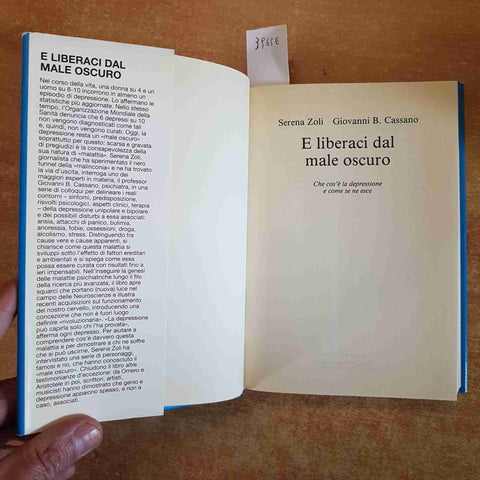 E LIBERACI DAL
MALE OSCURO
Nel corso della vita, una donna su 4 e un
uomo su 8-10 incorrono in almeno un
episodio di depressione. Lo affermano le
statistiche più aggiornate. Nello stesso
tempo, l'Organizzazione Mondiale della
Sanità denuncia che 6 depressi su 10
non vengono diagnosticati come tali
e, quindi, non vengono curati. Oggi, la
depressione resta un «male oscuro»
soprattutto per questo: scarsa e gravata
di pregiudizi è la consapevolezza della
sua natura di «malattia». Serena Zoli,
giornalista che ha sperimentato il nero
tunnel della «malinconia» e ne ha trovato
la via d'uscita, interroga uno dei
maggiori esperti in materia, il professor
Giovanni B. Cassano, psichiatra, in una
serie di colloqui per delineare i reali
contorni - sintomi, predisposizione,
risvolti psicologici, aspetti clinici, terapia
- della depressione unipolare e bipolare
e dei possibili disturbi a essa associati:
ansia, attacchi di panico, bulimia,
anoressia, fobie, ossessioni, droga,
alcolismo, stress. Distinguendo tra
cause vere e cause apparenti, si
chiarisce come questa malattia si
sviluppi sotto l'effetto di fattori ereditari
e ambientali e si spiega come essa
possa essere curata con risultati fino a
ieri impensabili. Nell'inseguire la genesi
delle malattie psichiatriche lungo il filo
della ricerca più avanzata, il libro apre
squarci che portano (nuova) luce nel
campo delle Neuroscienze e illustra
recenti acquisizioni sul funzionamento
del nostro cervello, introducendo una
concezione che non è fuori luogo
definire «rivoluzionaria». «La depressione
può capirla solo chi l'ha provata»,
afferma ogni depresso. Per aiutare a
comprendere cos'è davvero questa
malattia e per dimostrare a chi ne soffre
che si può uscirne, Serena Zoli ha
intervistato una serie di personaggi,
famosi e no, che hanno conosciuto il
«male oscuro». Chiudono il libro altre
testimonianze d'eccezione: da Omero e
Aristotele in poi, scrittori, artisti,
musicisti hanno dimostrato che genio e
depressione appaiono spesso, e non a
caso, associati.
Serena Zoli Giovanni B. Cassano
E liberaci dal
male oscuro
Che cos'è la depressione
e come se ne esce